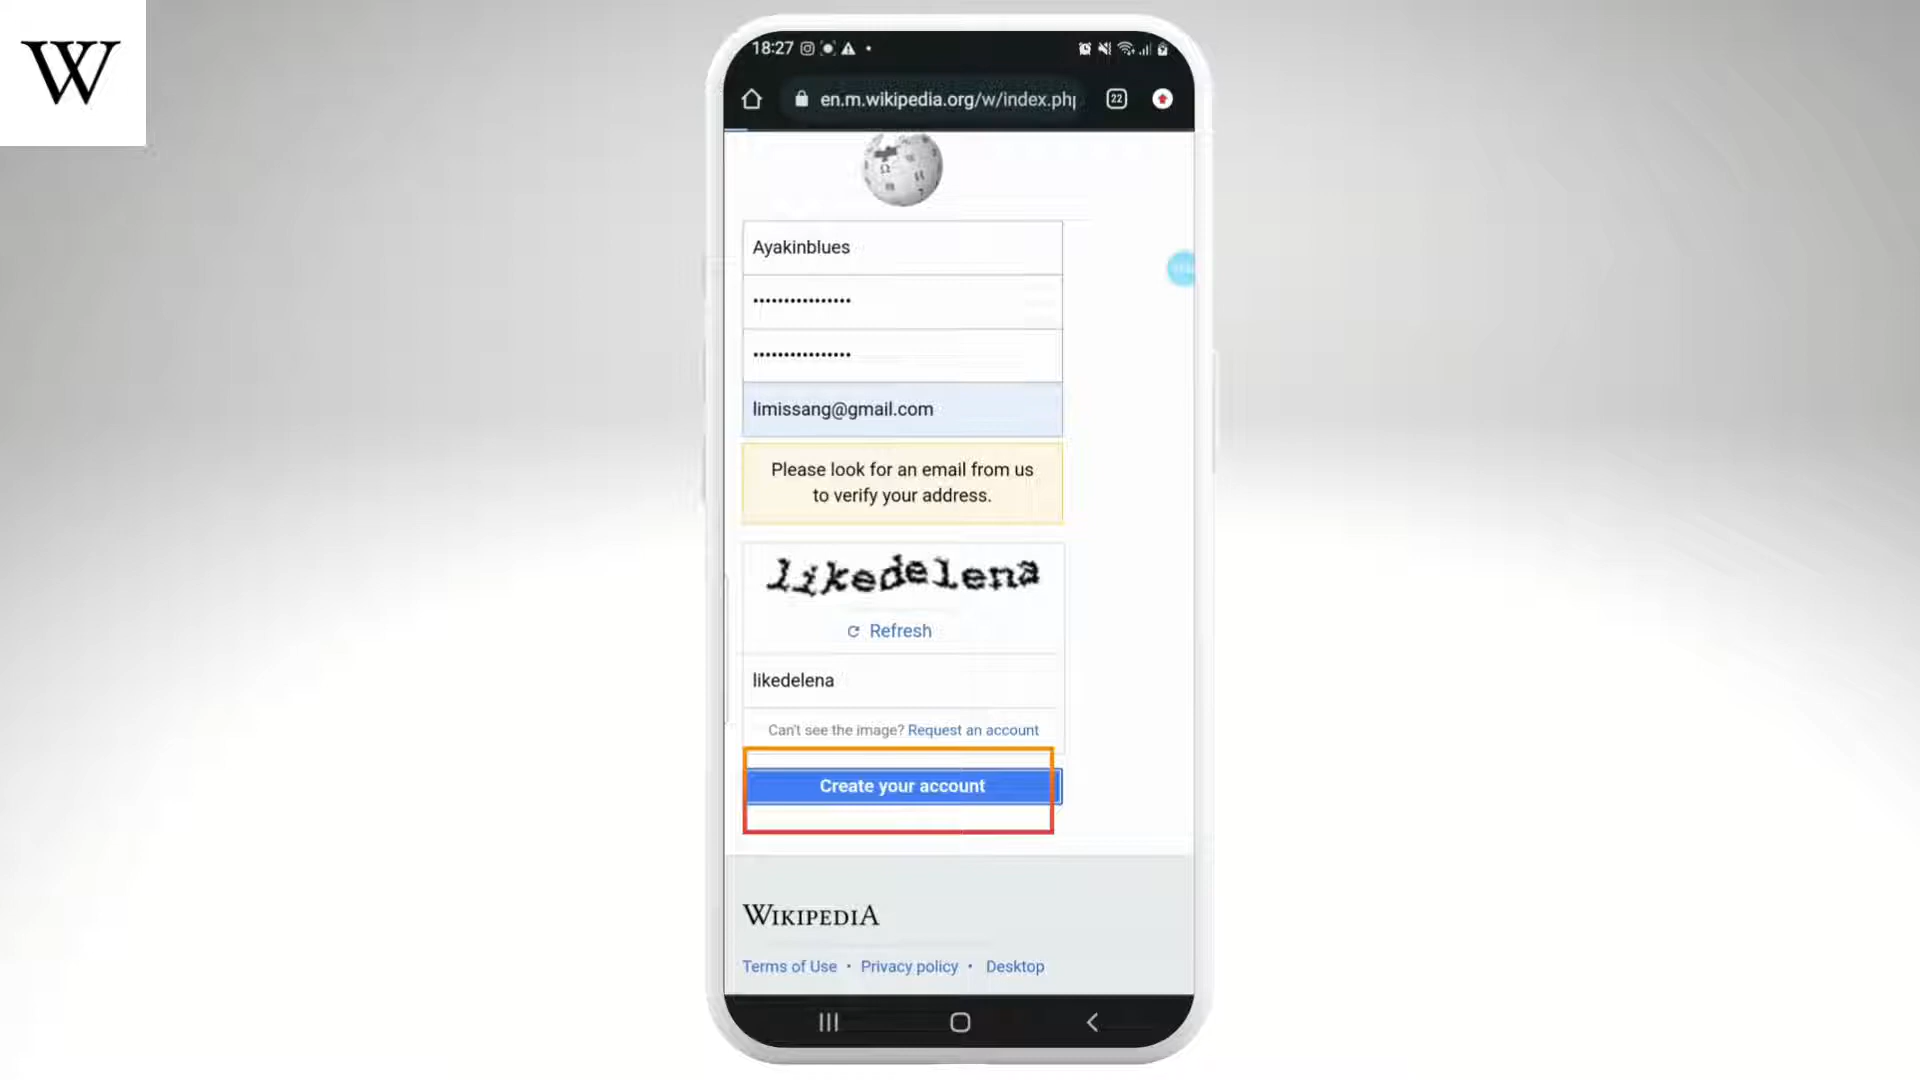 W
18:27
en.m.wikipedia.org/w/index.php
22
Ω
Ayakinblues
••••••••••••••••
••••••••••••••••
limissang@gmail.com
Please look for an email from us
to verify your address.
likedelena
Refresh
likedelena
Can't see the image? Request an account
Create your account
WIKIPEDIA
Terms of Use • Privacy policy • Desktop